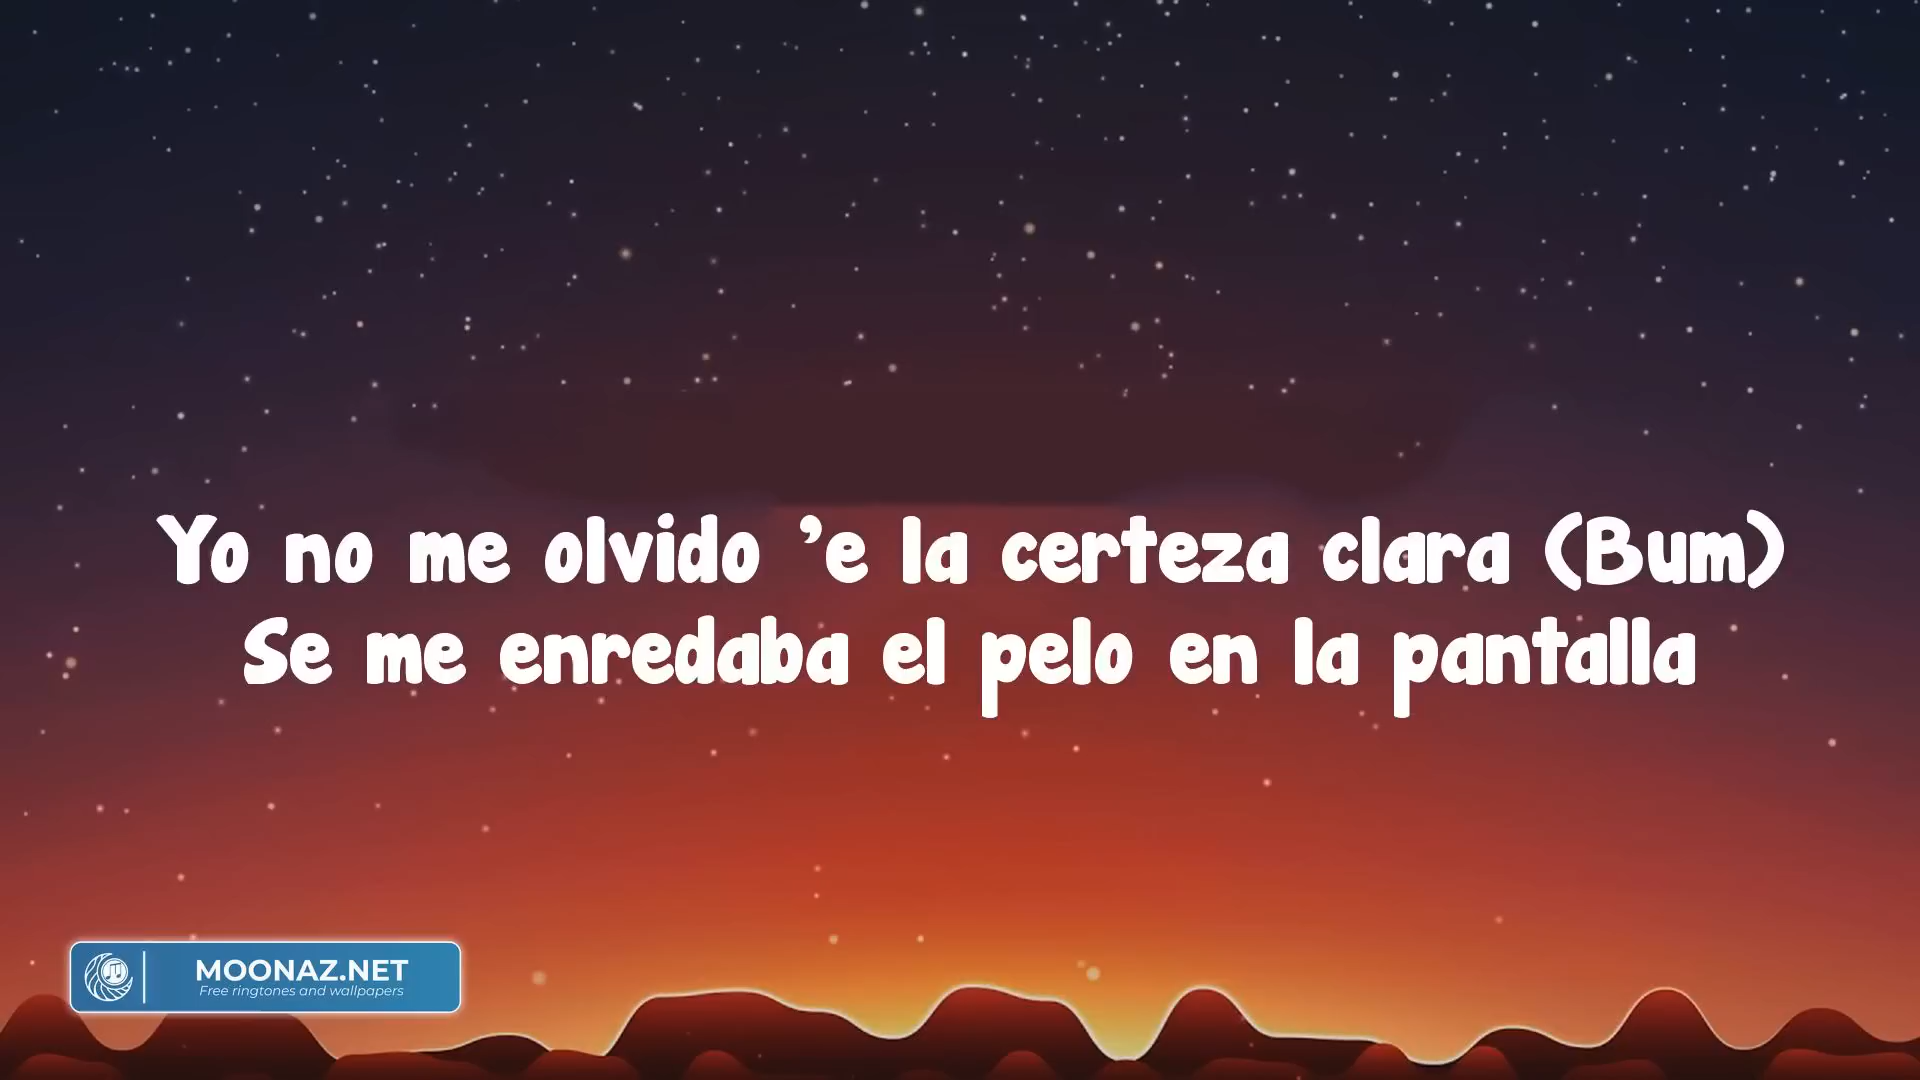 Yo no me olvido ’e la certeza clara (Bum)
Se me enredaba el pelo en la pantalla
MOONAZ.NET
Free ringtones and wallpapers